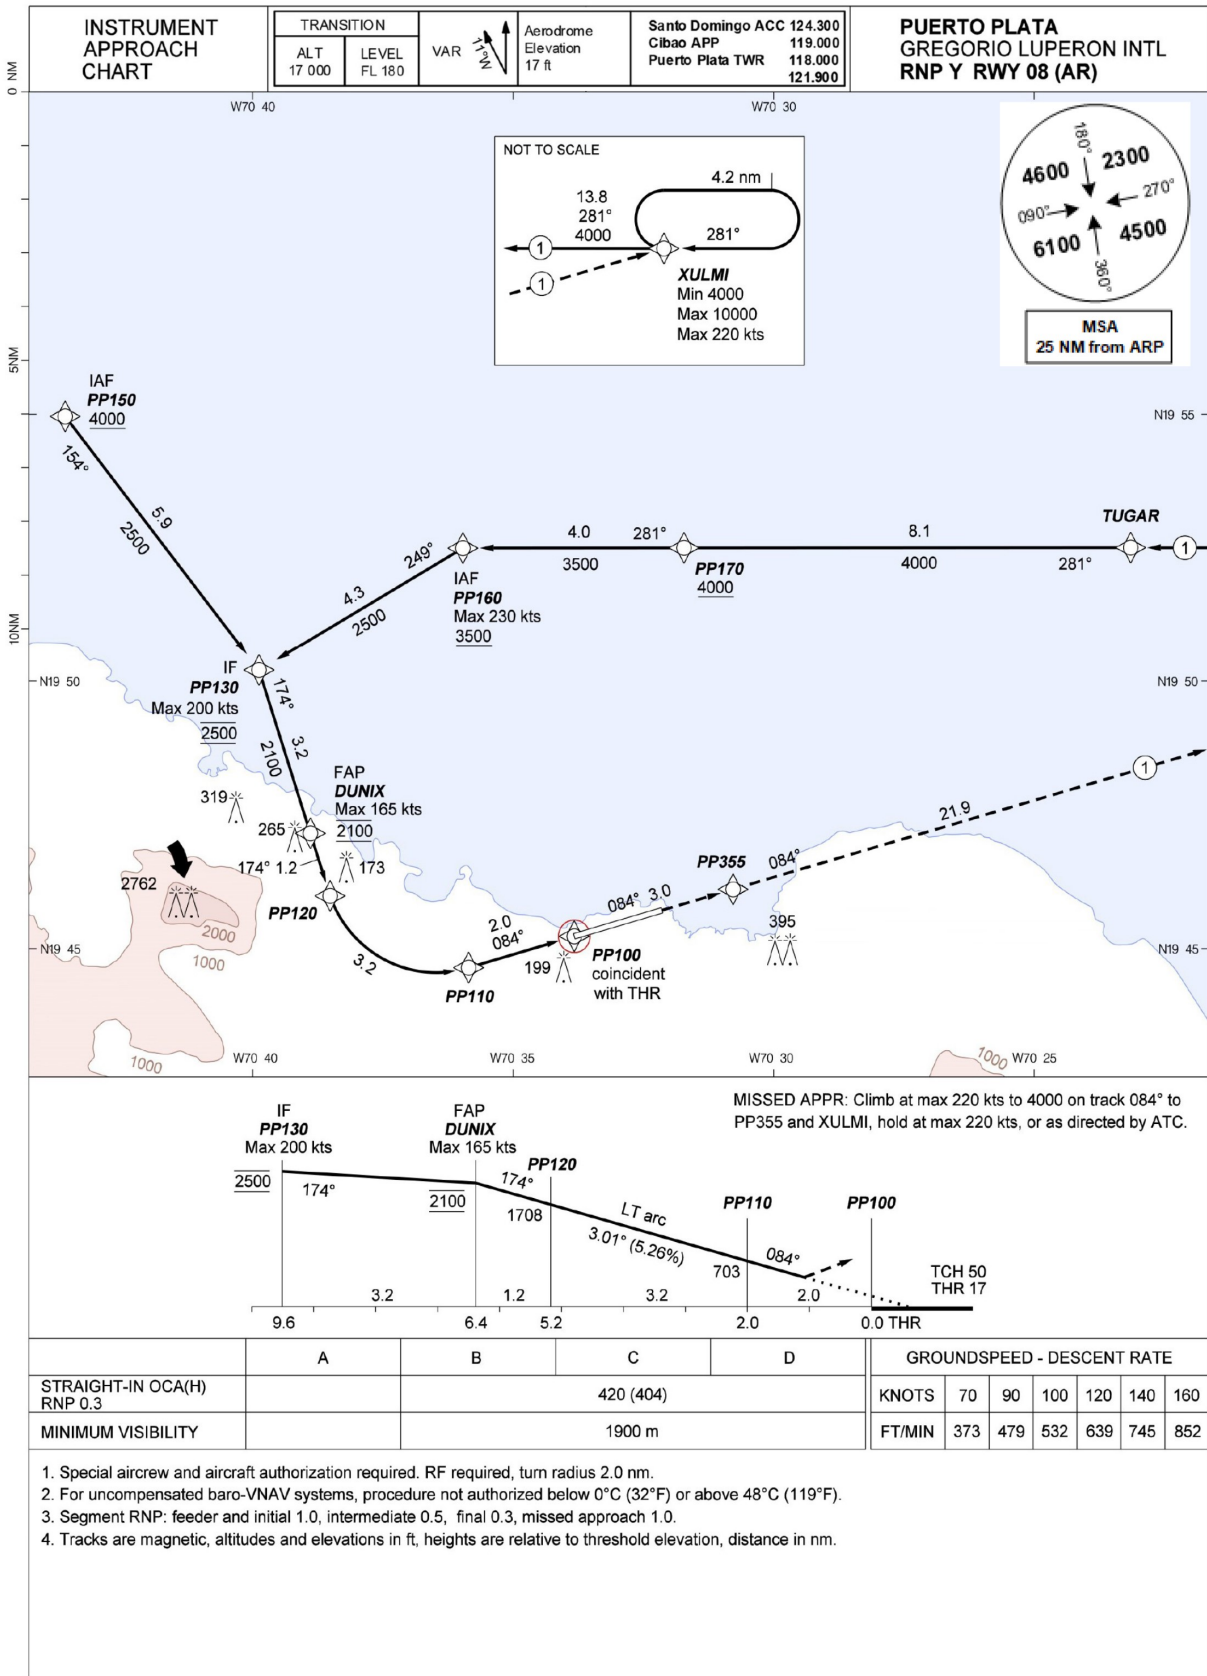 INSTRUMENT
APPROACH
CHART
TRANSITION
ALT
17 000
LEVEL
FL 180
VAR
11°W
Aerodrome
Elevation
17 ft
Santo Domingo ACC 124.300
Cibao APP 119.000
Puerto Plata TWR 118.000
121.900
PUERTO PLATA
GREGORIO LUPERON INTL
RNP Y RWY 08 (AR)
0 NM
5NM
10NM
W70 40
W70 30
NOT TO SCALE
4.2 nm
13.8
281°
4000
281°
1
1
XULMI
Min 4000
Max 10000
Max 220 kts
180°
4600
2300
270°
090°
6100
4500
360°
MSA
25 NM from ARP
IAF
PP150
4000
N19 55
154°
5.9
2500
TUGAR
4.0
281°
8.1
1
3500
PP170
4000
281°
4000
249°
4.3
2500
IAF
PP160
Max 230 kts
3500
N19 50
N19 50
IF
PP130
Max 200 kts
2500
174°
3.2
2100
FAP
DUNIX
Max 165 kts
2100
319
265
173
174°
1.2
1
21.9
084°
PP355
084°
3.0
2762
2000
1000
PP120
3.2
2.0
084°
395
N19 45
N19 45
199
PP100
coincident
with THR
PP110
1000
W70 40
W70 35
W70 30
1000
W70 25
MISSED APPR: Climb at max 220 kts to 4000 on track 084° to
PP355 and XULMI, hold at max 220 kts, or as directed by ATC.
IF
PP130
Max 200 kts
2500
174°
FAP
DUNIX
Max 165 kts
2100
174°
PP120
1708
LT arc
3.01° (5.26%)
PP110
703
084°
PP100
TCH 50
THR 17
3.2
1.2
3.2
2.0
9.6
6.4
5.2
2.0
0.0 THR
A B C D
STRAIGHT-IN OCA(H)
RNP 0.3
420 (404)
MINIMUM VISIBILITY
1900 m
GROUNDSPEED - DESCENT RATE
KNOTS 70 90 100 120 140 160
FT/MIN 373 479 532 639 745 852
1. Special aircrew and aircraft authorization required. RF required, turn radius 2.0 nm.
2. For uncompensated baro-VNAV systems, procedure not authorized below 0°C (32°F) or above 48°C (119°F).
3. Segment RNP: feeder and initial 1.0, intermediate 0.5, final 0.3, missed approach 1.0.
4. Tracks are magnetic, altitudes and elevations in ft, heights are relative to threshold elevation, distance in nm.